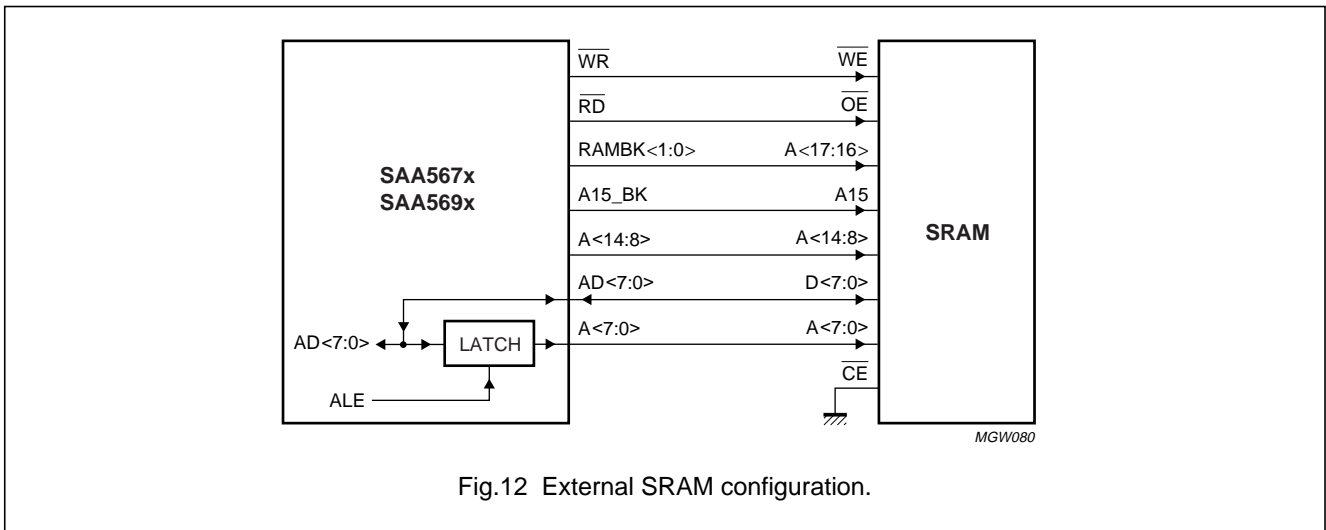 WR WE
RD OE
RAMBK<1:0> A<17:16>
SAA567x
SAA569x
A15_BK A15
A<14:8> A<14:8>
SRAM
AD<7:0> D<7:0>
A<7:0> A<7:0>
AD<7:0> LATCH
CE
ALE
MGW080
Fig.12 External SRAM configuration.